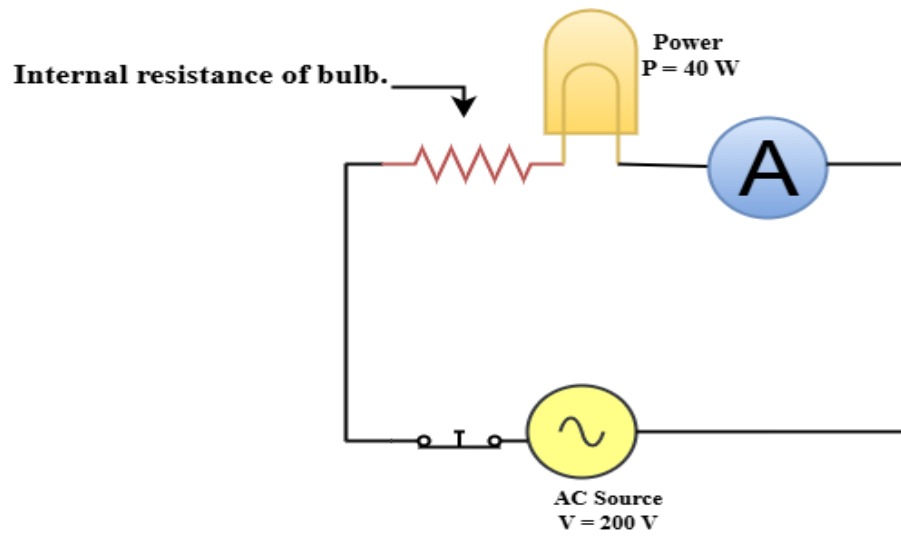 Internal resistance of bulb.
Power
P = 40 W
A
AC Source
V = 200 V